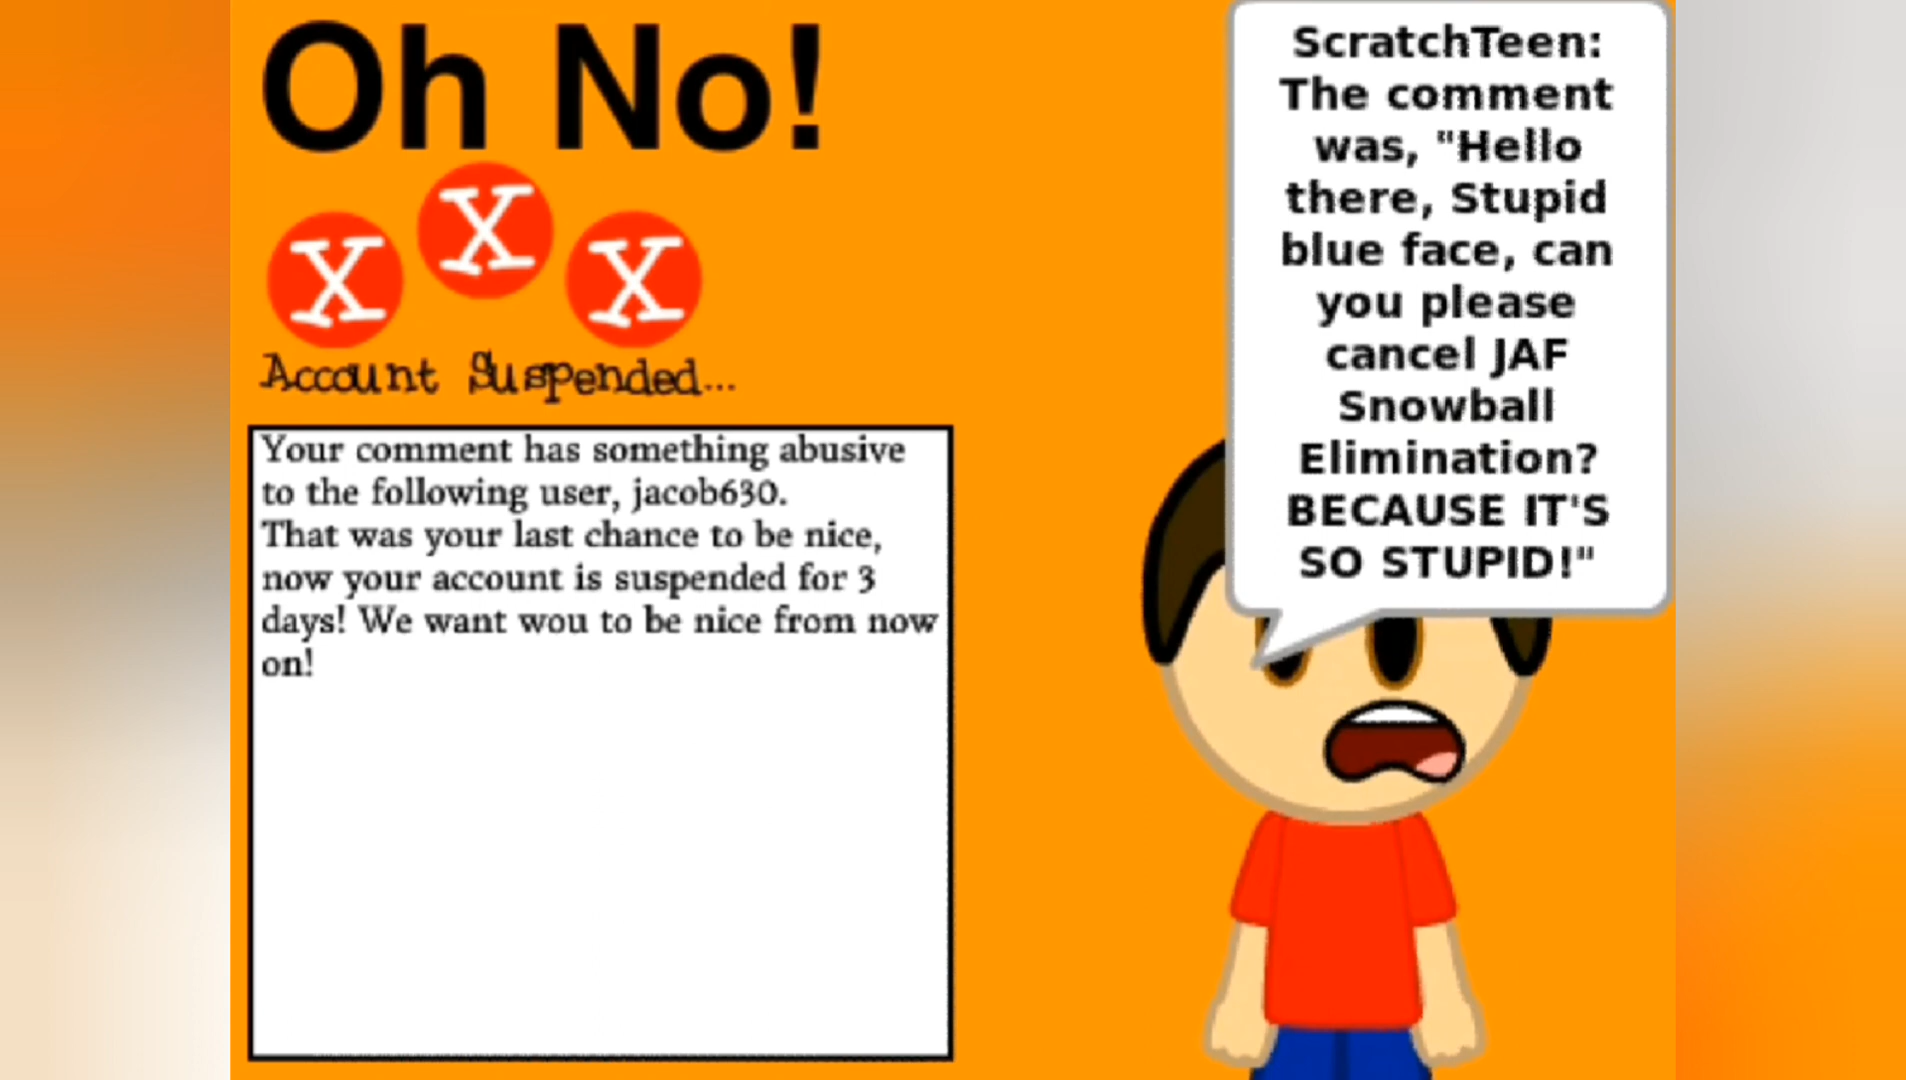 Oh No!
X X X
Account Suspended...
Your comment has something abusive
to the following user, jacob630.
That was your last chance to be nice,
now your account is suspended for 3
days! We want wou to be nice from now
on!
ScratchTeen:
The comment
was, "Hello
there, Stupid
blue face, can
you please
cancel JAF
Snowball
Elimination?
BECAUSE IT'S
SO STUPID!"